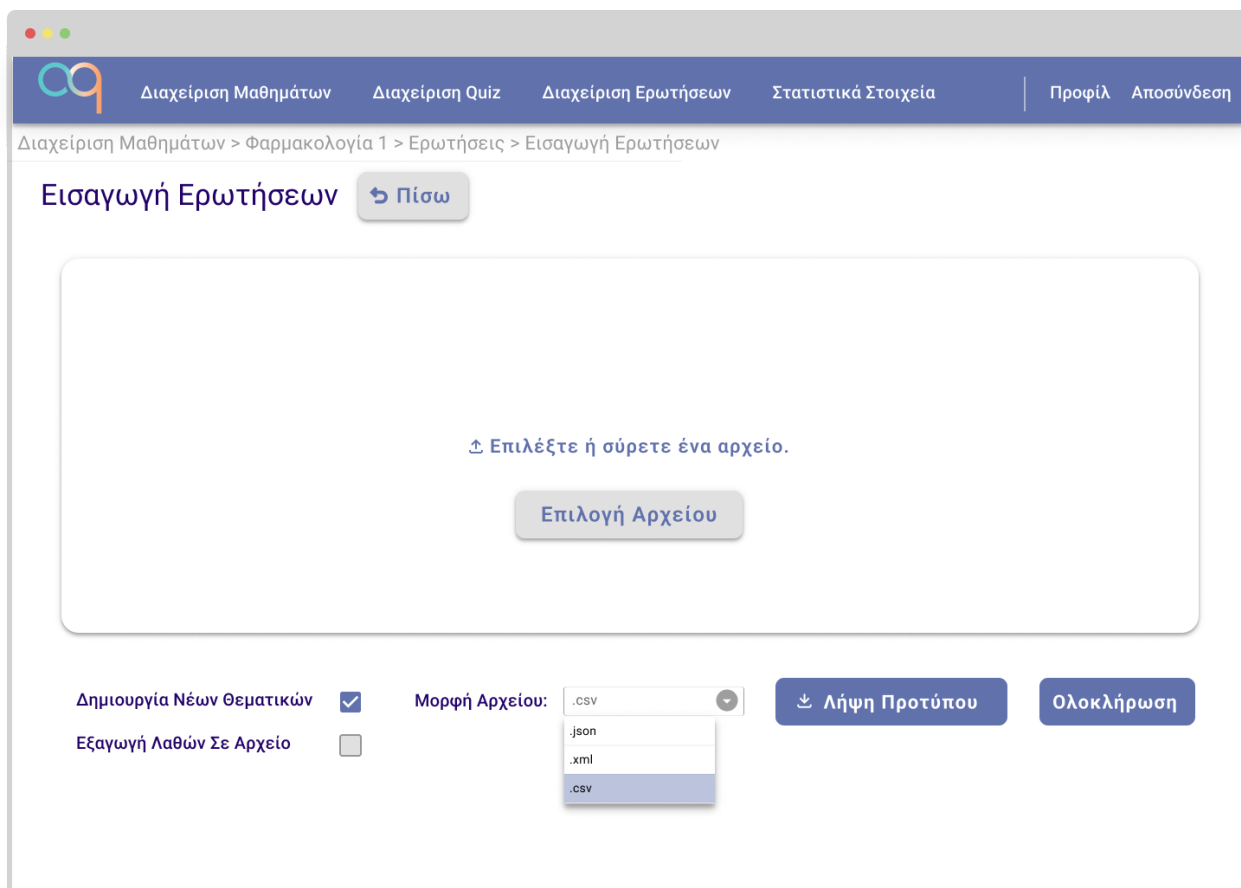 Διαχείριση Μαθημάτων Διαχείριση Quiz Διαχείριση Ερωτήσεων Στατιστικά Στοιχεία Προφίλ Αποσύνδεση
Διαχείριση Μαθημάτων > Φαρμακολογία 1 > Ερωτήσεις > Εισαγωγή Ερωτήσεων
Εισαγωγή Ερωτήσεων Πίσω
Επιλέξτε ή σύρετε ένα αρχείο.
Επιλογή Αρχείου
Δημιουργία Νέων Θεματικών Μορφή Αρχείου: .csv Λήψη Προτύπου Ολοκλήρωση
.json
Εξαγωγή Λαθών Σε Αρχείο
.xml
.csv